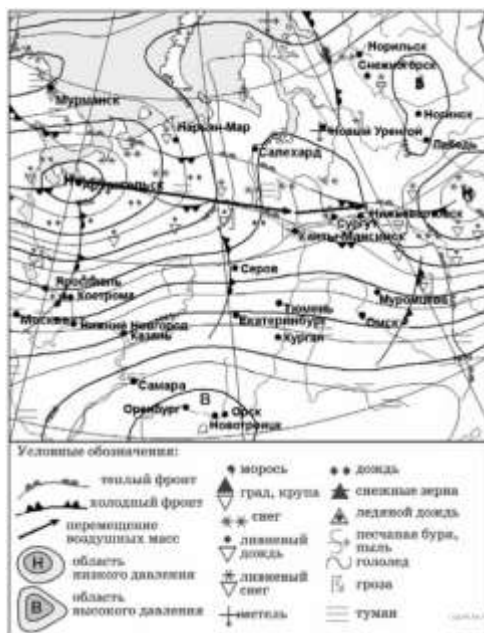 Норильск
Снежногорск
В
Мурманск
Нарьян-Мар
Новый Уренгой
Ногинск
Лебедь
Салехард
Н
Архангельск
Н
Нижневартовск
Сургут
Ханты-Мансийск
Серов
Ярославль
Кострома
Москва
Нижний Новгород
Казань
Тюмень
Екатеринбург
Курган
Муромцево
Омск
Самара
В
Оренбург
Орск
Новотроицк
Условные обозначения:
теплый фронт
холодный фронт
перемещение
воздушных масс
Н
область
низкого давления
В
область
высокого давления
морось
град, крупа
снег
ливневый
дождь
ливневый
снег
метель
дождь
снежные зерна
ледяной дождь
песчаная буря,
пыль
гололед
гроза
туман